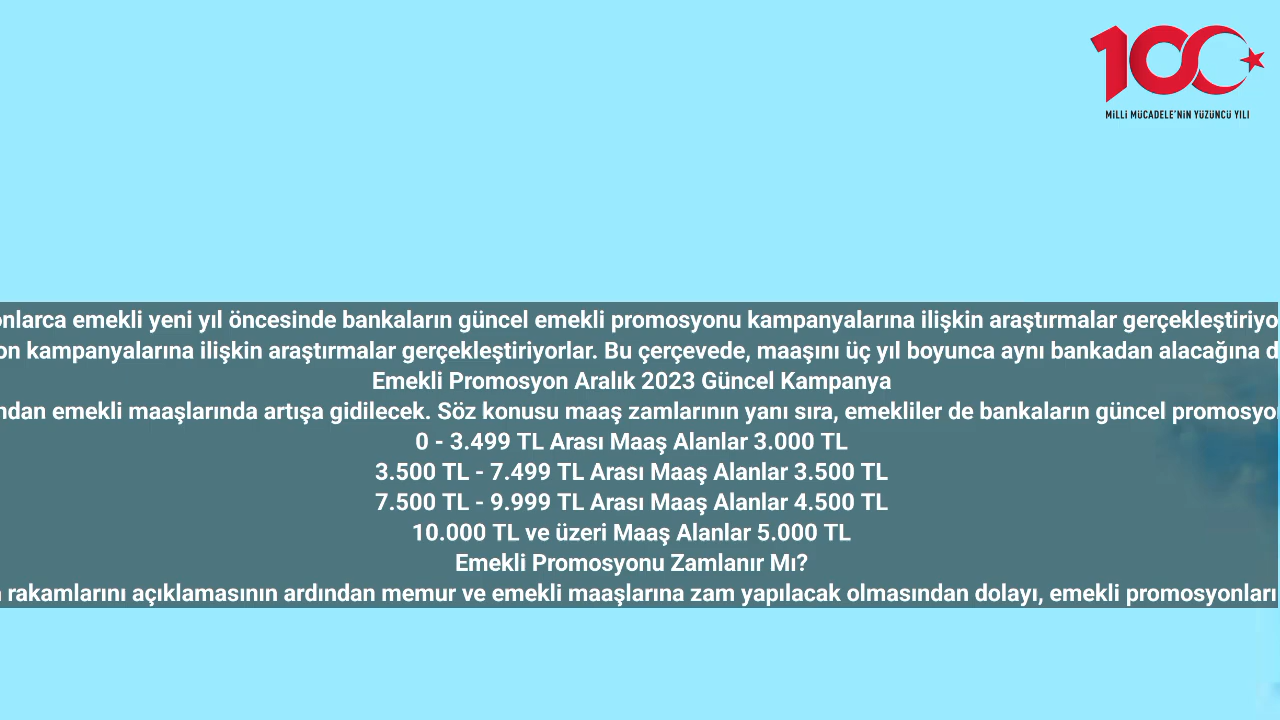 100
MİLLİ MÜCADELE'NİN YÜZÜNCÜ YILI
emekli yeni yıl öncesinde bankaların güncel emekli promosyonu kampanyalarına ilişkin araştırmalar
kampanyalarına ilişkin araştırmalar gerçekleştiriyorlar. Bu çerçevede, maaşını üç yıl boyunca aynı bankadan alacağına
Emekli Promosyon Aralık 2023 Güncel Kampanya
emekli maaşlarında artışa gidilecek. Söz konusu maaş zamlarının yanı sıra, emekliler de bankaların güncel
0 - 3.499 TL Arası Maaş Alanlar 3.000 TL
3.500 TL - 7.499 TL Arası Maaş Alanlar 3.500 TL
7.500 TL - 9.999 TL Arası Maaş Alanlar 4.500 TL
10.000 TL ve üzeri Maaş Alanlar 5.000 TL
Emekli Promosyonu Zamlanır Mı?
rakamlarını açıklamasının ardından memur ve emekli maaşlarına zam yapılacak olmasından dolayı, emekli promosyonları